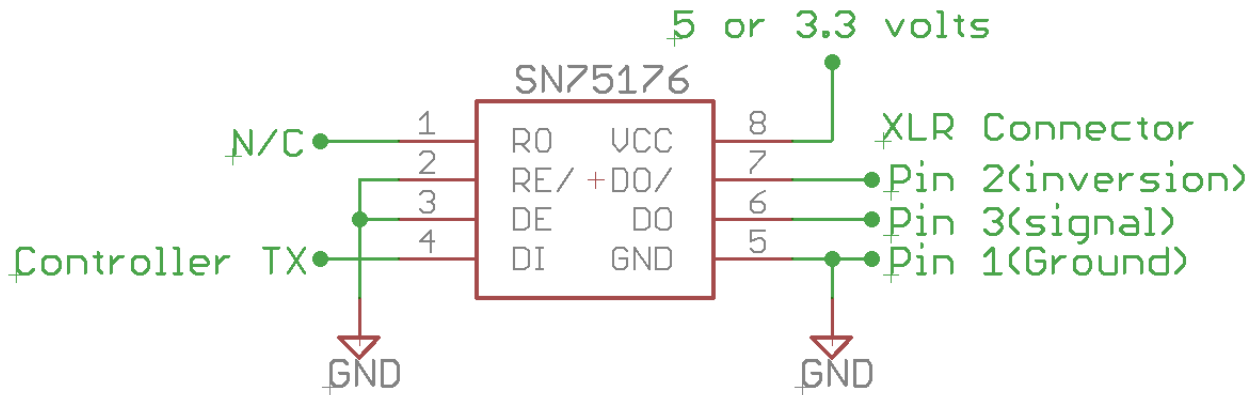 5 or 3.3 volts
SN75176
N/C 1 RO VCC 8 XLR Connector
2 RE/ DO/ 7 Pin 2(inversion)
3 DE DO 6 Pin 3(signal)
Controller TX 4 DI GND 5 Pin 1(Ground)
GND GND